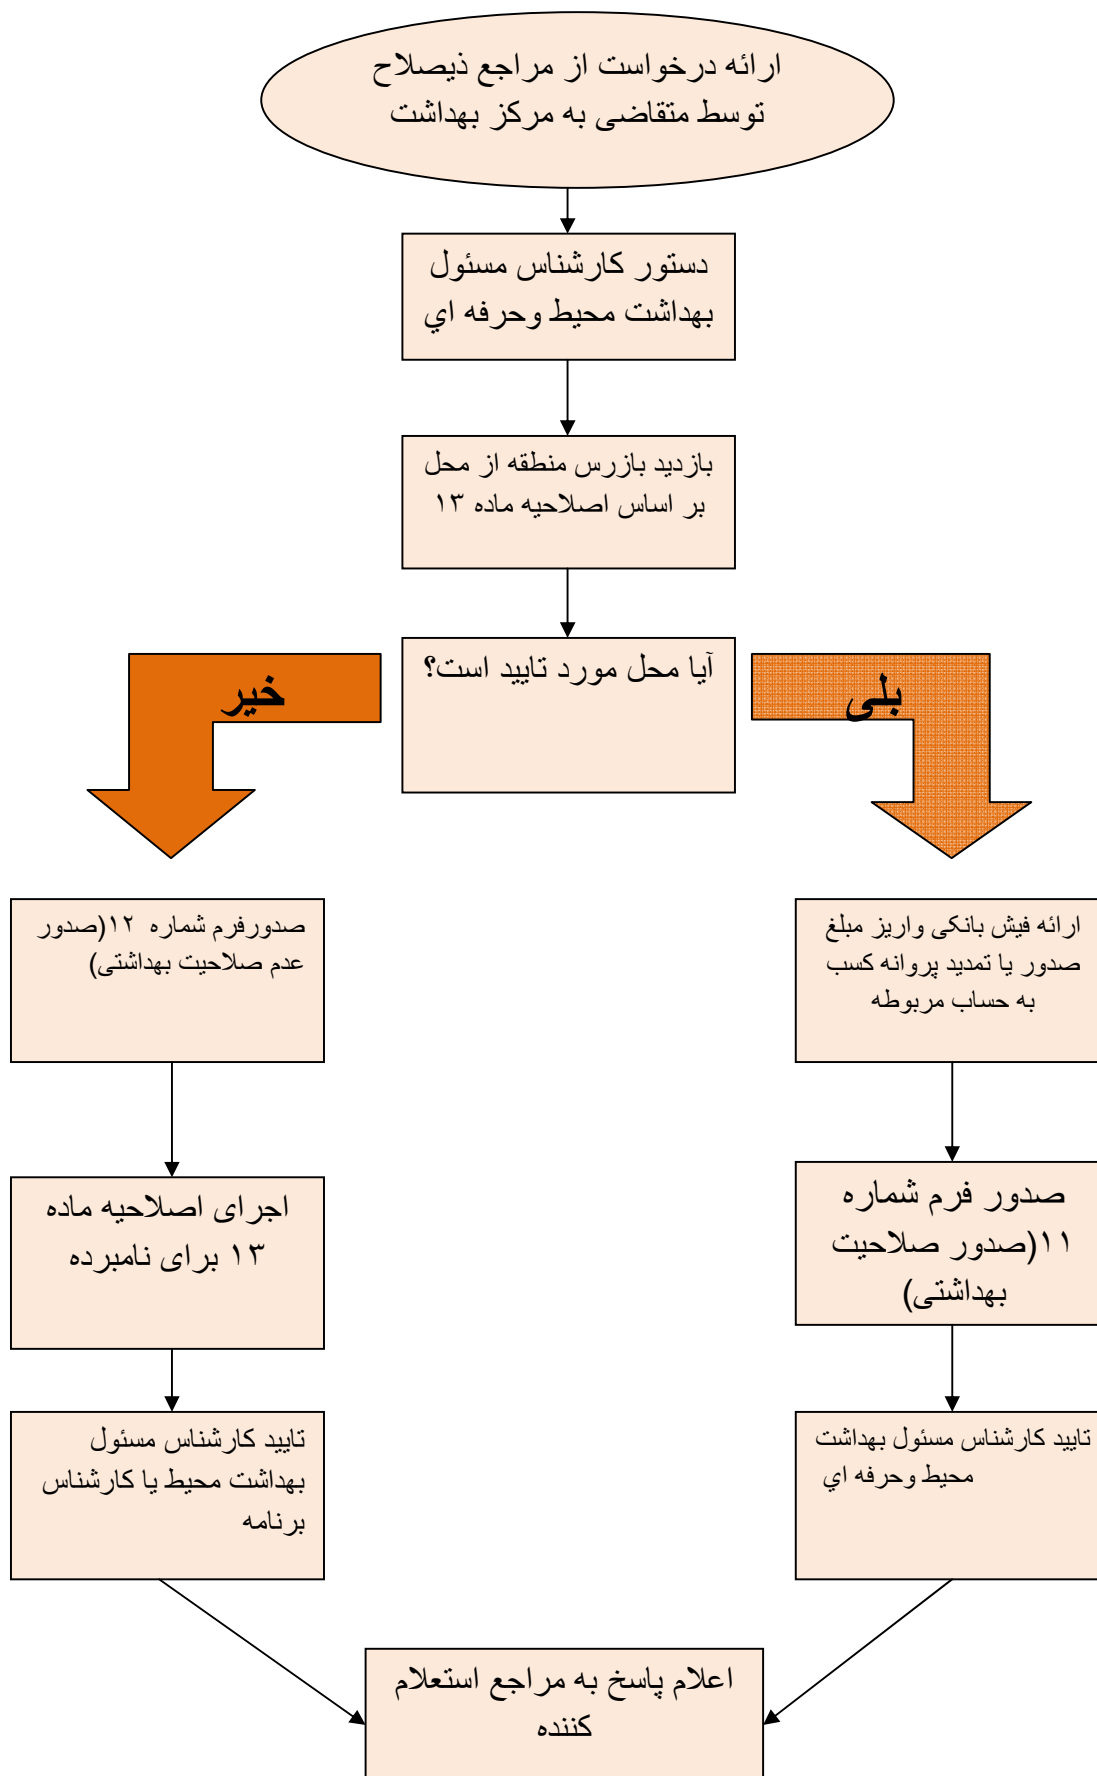 ارائه درخواست از مراجع ذیصلاح
توسط متقاضی به مرکز بهداشت
دستور کارشناس مسئول
بهداشت محیط وحرفه اي
بازدید بازرس منطقه از محل
بر اساس اصلاحیه ماده ۱۳
آیا محل مورد تایید است؟
بلی
خیر
ارائه فیش بانکی واریز مبلغ
صدور یا تمدید پروانه کسب
به حساب مربوطه
صدورفرم شماره ۱۲(صدور
عدم صلاحیت بهداشتی)
صدور فرم شماره
۱۱(صدور صلاحیت
بهداشتی)
اجرای اصلاحیه ماده
۱۳ برای نامبرده
تایید کارشناس مسئول بهداشت
محیط وحرفه اي
تایید کارشناس مسئول
بهداشت محیط یا کارشناس
برنامه
اعلام پاسخ به مراجع استعلام
کننده